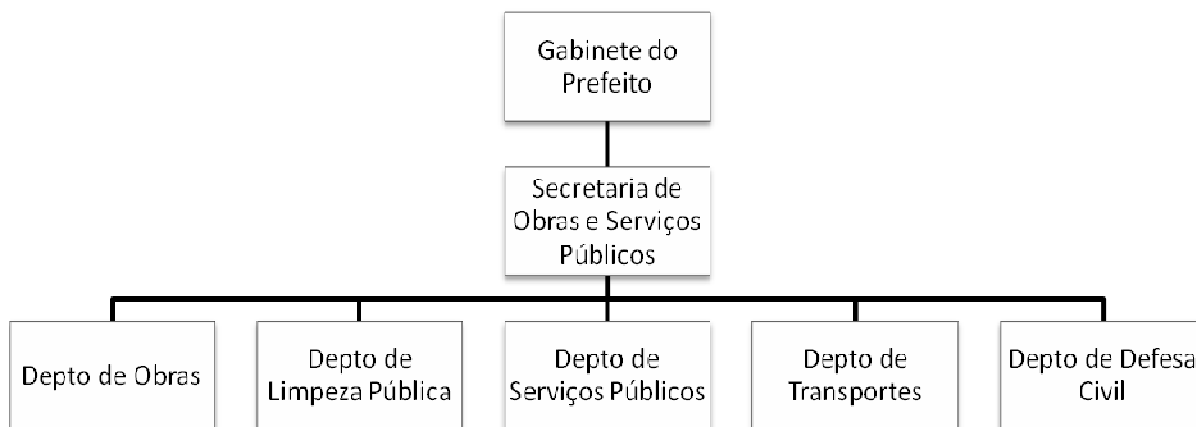 Gabinete do
Prefeito
Secretaria de
Obras e Serviços
Públicos
Depto de Obras
Depto de
Limpeza Pública
Depto de
Serviços Públicos
Depto de
Transportes
Depto de Defesa
Civil